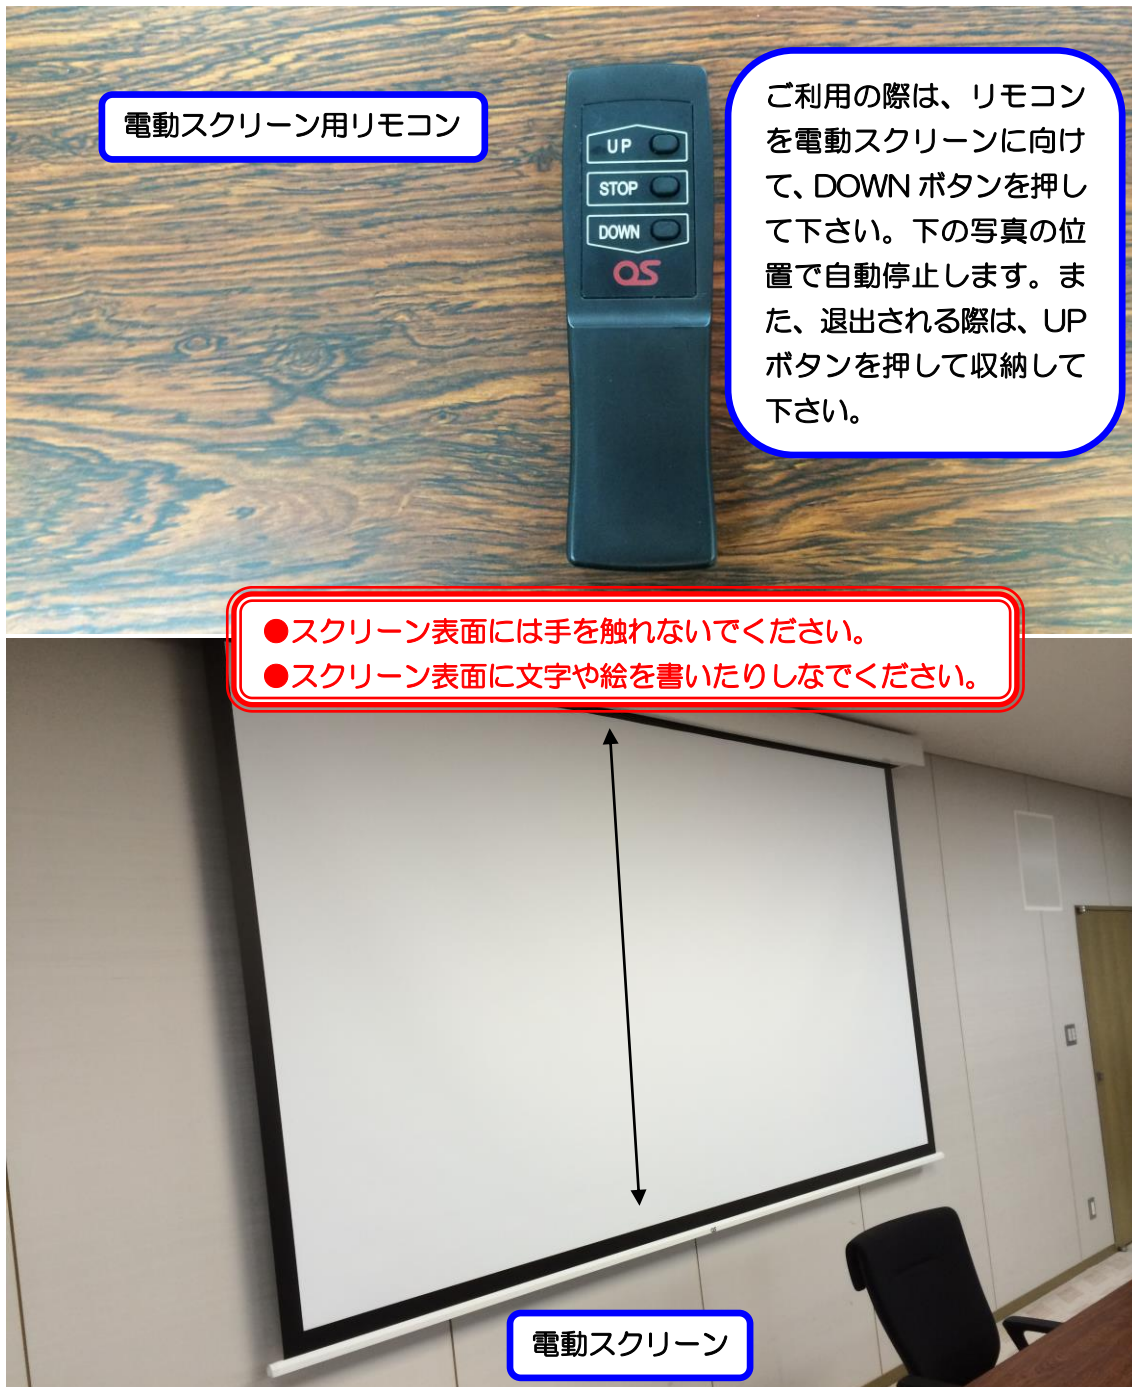 電動スクリーン用リモコン
ご利用の際は、リモコン
を電動スクリーンに向け
て、DOWN ボタンを押し
て下さい。下の写真の位
置で自動停止します。ま
た、退出される際は、UP
ボタンを押して収納して
下さい。
UP
STOP
DOWN
OS
●スクリーン表面には手を触れないでください。
●スクリーン表面に文字や絵を書いたりしなでください。
電動スクリーン